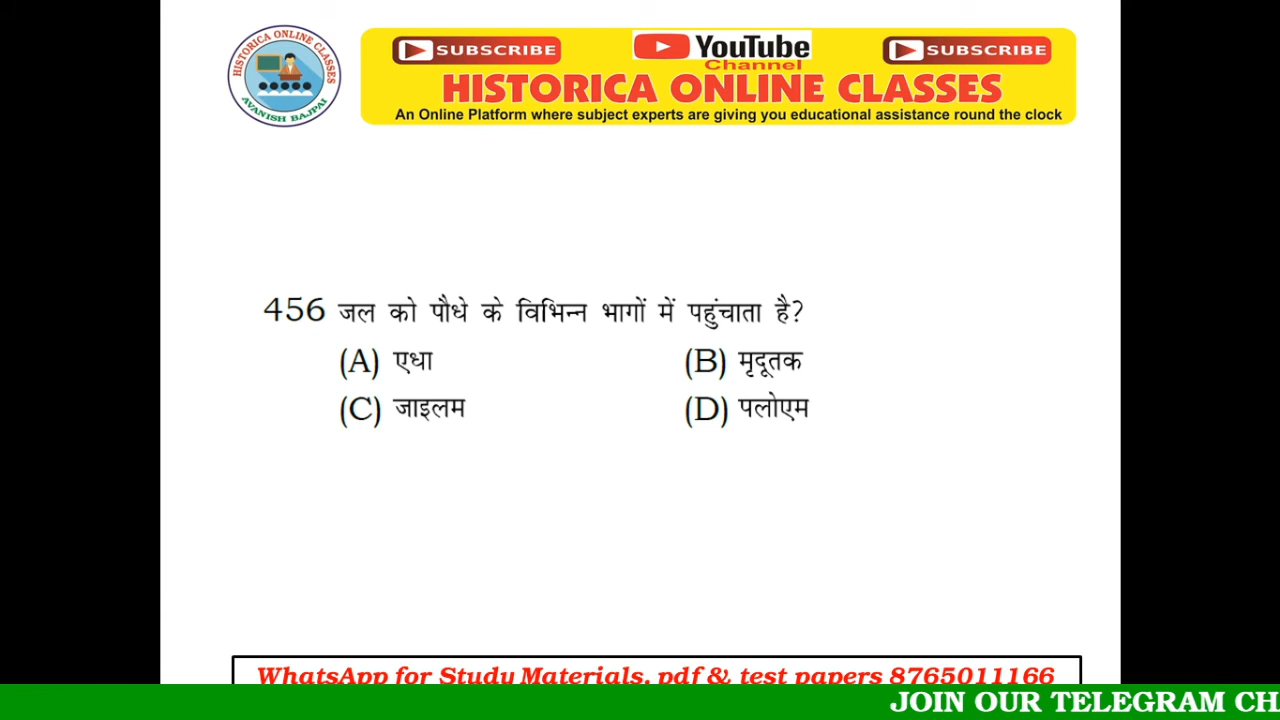 HISTORICA ONLINE CLASSES
AVANISH BAJPAI
SUBSCRIBE
YouTube
Channel
SUBSCRIBE
HISTORICA ONLINE CLASSES
An Online Platform where subject experts are giving you educational assistance round the clock
456 जल को पौधे के विभिन्न भागों में पहुंचाता है?
(A) एधा (B) मृदूतक
(C) जाइलम (D) पलोएम
WhatsApp for Study Materials, pdf & test papers 8765011166
JOIN OUR TELEGRAM CH